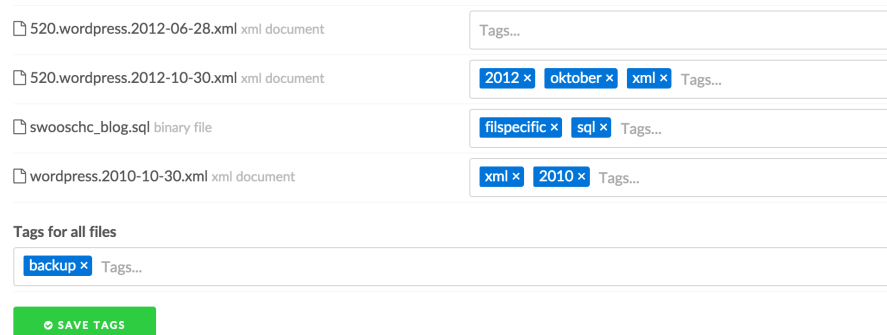 520.wordpress.2012-06-28.xml xml document Tags...
520.wordpress.2012-10-30.xml xml document 2012 × oktober × xml × Tags...
swooschc_blog.sql binary file filspecific × sql × Tags...
wordpress.2010-10-30.xml xml document xml × 2010 × Tags...
Tags for all files
backup × Tags...
SAVE TAGS